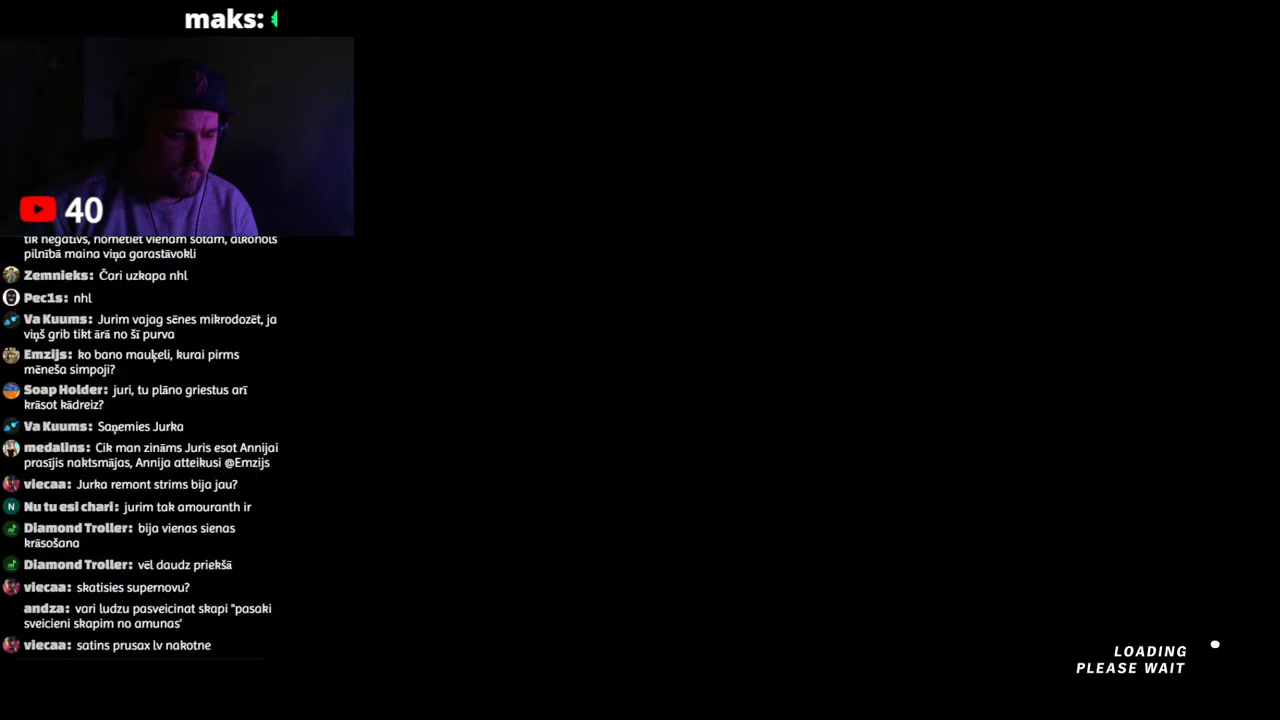 maks:
40
tik negatīvs, nometiet vienam šotam, alkohols
pilnībā maina viņa garastāvokli
Zemnieks: Čari uzkapa nhl
Pec1s: nhl
Va Kuums: Jurim vajag sēnes mikrodozēt, ja
viņš grib tikt ārā no šī purva
Emzijs: ko bano mauķeli, kurai pirms
mēneša simpoji?
Soap Holder: juri, tu plāno griestus arī
krāsot kādreiz?
Va Kuums: Saņemies Jurka
medalins: Cik man zināms Juris esot Annijai
prasījis naktsmājas, Annija atteikusi @Emzijs
viecaa: Jurka remont strims bija jau?
N Nu tu esi chari: jurim tak amouranth ir
Diamond Troller: bija vienas sienas
krāsošana
Diamond Troller: vēl daudz priekšā
viecaa: skatisies supernovu?
andza: vari ludzu pasveicinat skapi "pasaki
sveicieni skapim no amunas'
viecaa: satins prusax lv nakotne
LOADING
PLEASE WAIT